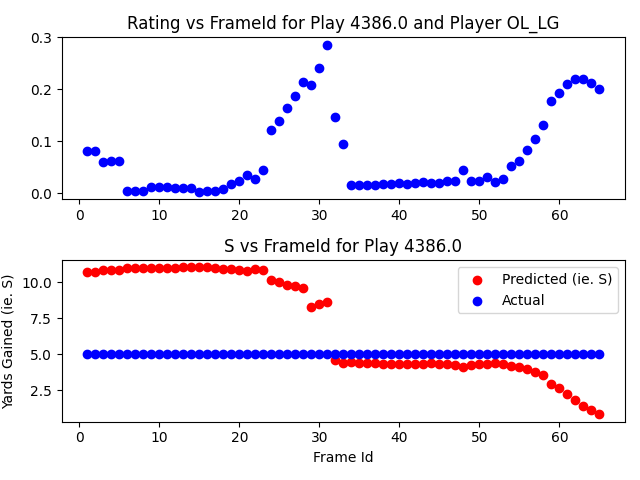 Rating vs FrameId for Play 4386.0 and Player OL_LG
0.3
0.2
0.1
0.0
0 10 20 30 40 50 60
S vs FrameId for Play 4386.0
Yards Gained (ie. S)
10.0
7.5
5.0
2.5
Predicted (ie. S)
Actual
0 10 20 30 40 50 60
Frame Id